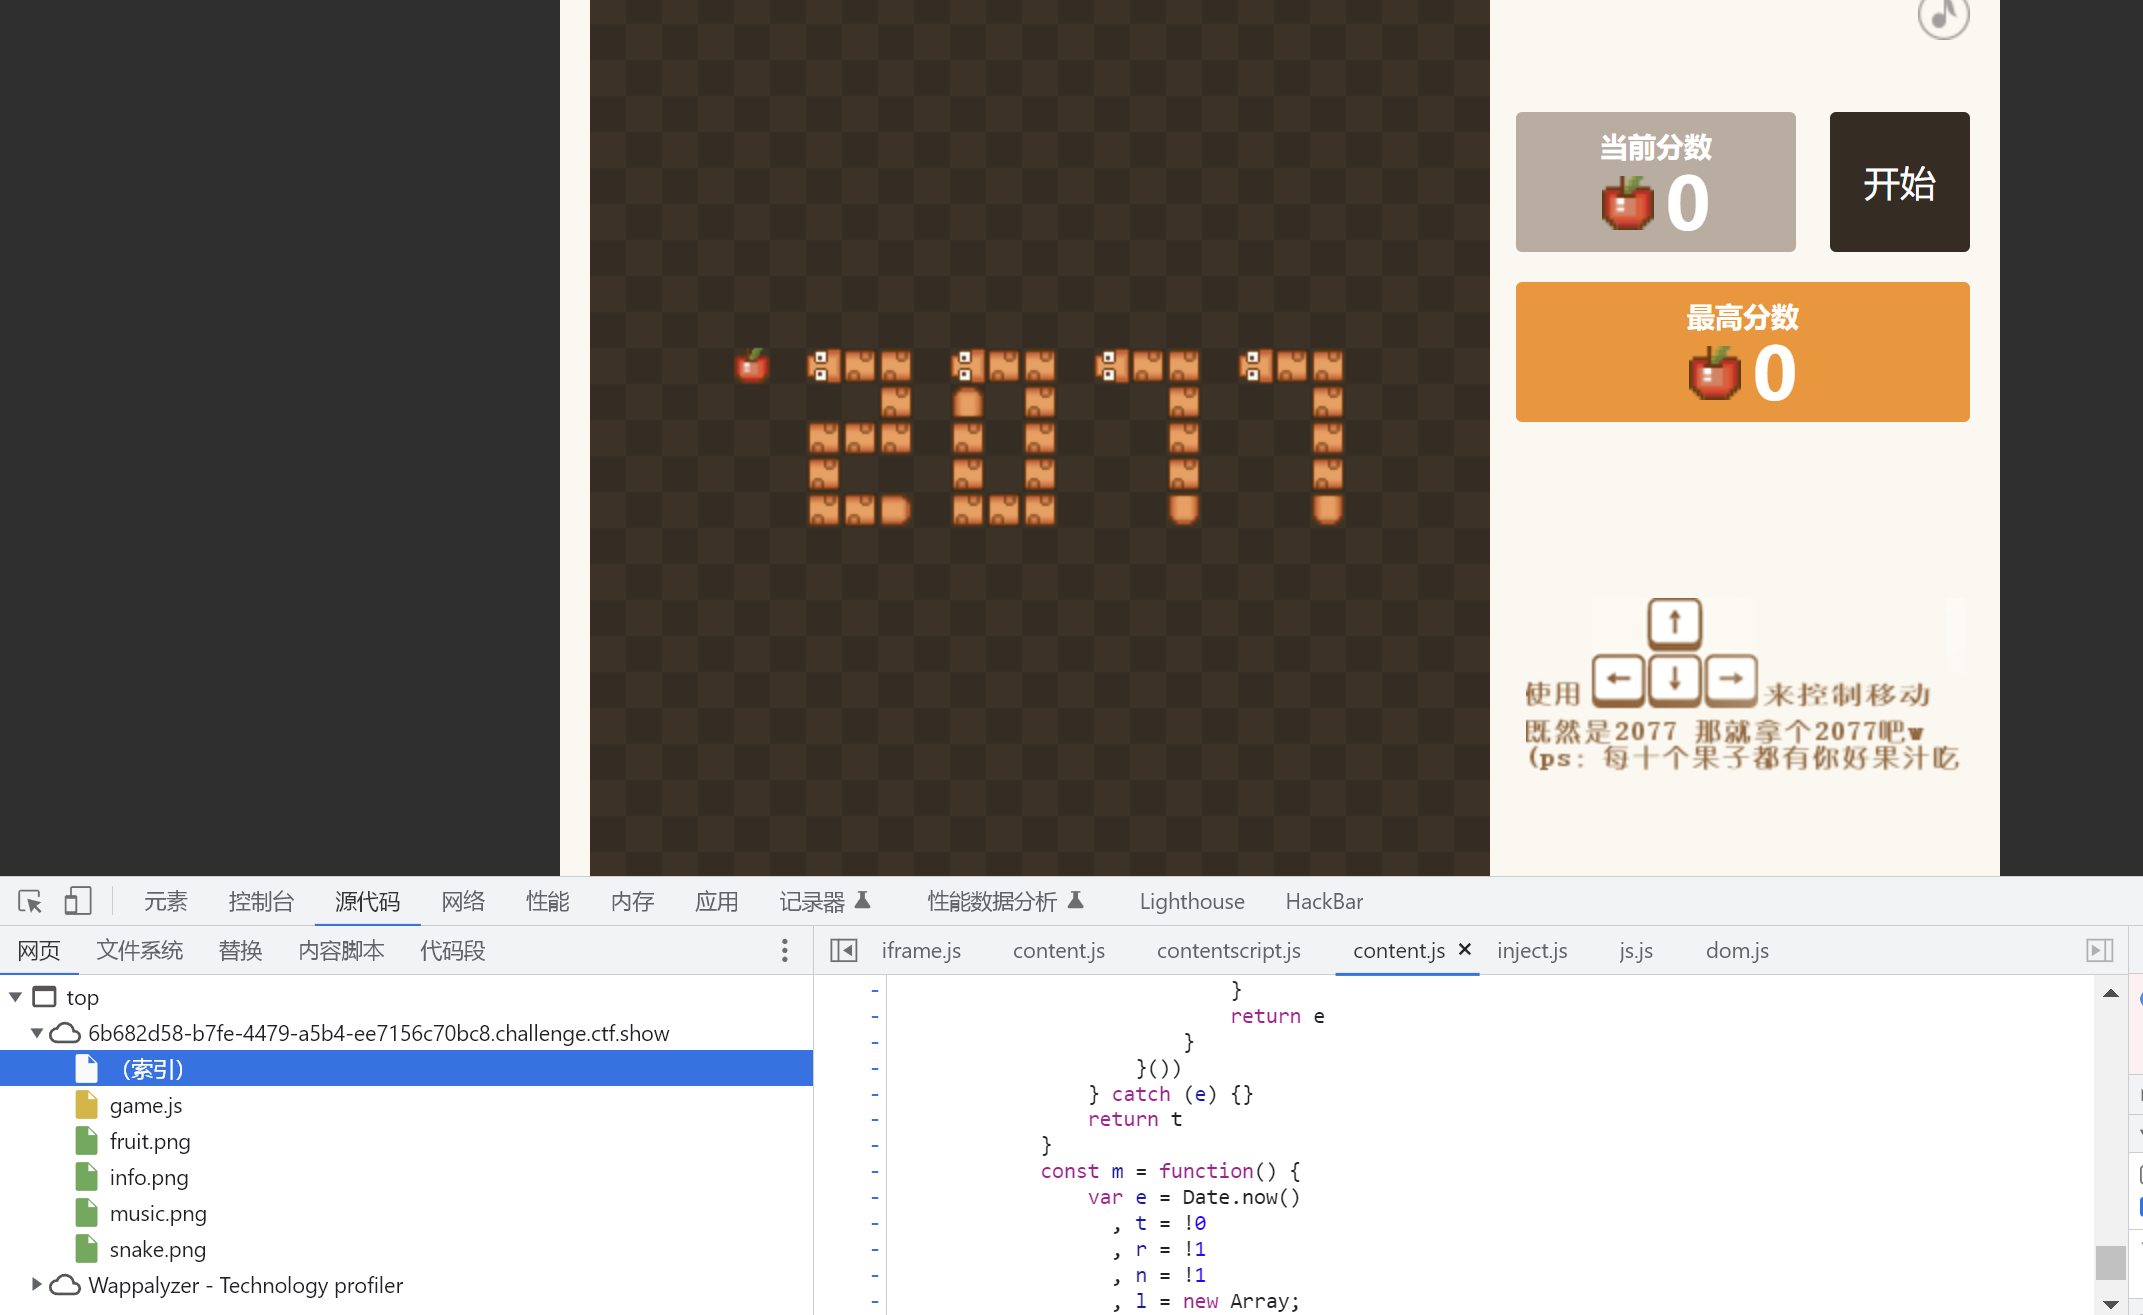 当前分数
0
开始
最高分数
0
使用 ↑ ← ↓ → 来控制移动
既然是2077 那就拿个2077吧w
(ps: 每十个果子都有你好果汁吃
元素 控制台 源代码 网络 性能 内存 应用 记录器 性能数据分析 Lighthouse HackBar
网页 文件系统 替换 内容脚本 代码段
iframe.js content.js contentscript.js content.js × inject.js js.js dom.js
top
6b682d58-b7fe-4479-a5b4-ee7156c70bc8.challenge.ctf.show
（索引）
game.js
fruit.png
info.png
music.png
snake.png
Wappalyzer - Technology profiler
}
return e
}
}())
} catch (e) {}
return t
}
const m = function() {
var e = Date.now()
, t = !0
, r = !1
, n = !1
, l = new Array;